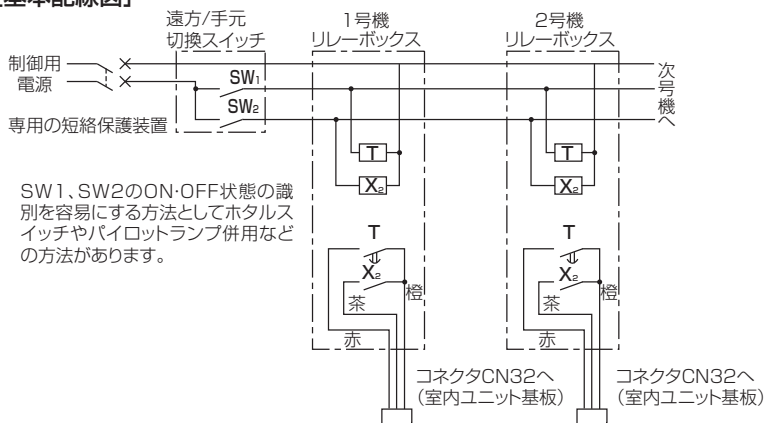 基本配線図】
遠方/手元
切換スイッチ
1号機
リレーボックス
2号機
リレーボックス
制御用
電源
SW₁
SW₂
専用の短絡保護装置
次号機へ
T
X₂
T
X₂
SW1、SW2のON·OFF状態の識
別を容易にする方法としてホタルス
イッチやパイロットランプ併用など
の方法があります。
T
X₂
茶
橙
赤
T
X₂
茶
橙
赤
コネクタCN32へ
(室内ユニット基板)
コネクタCN32へ
(室内ユニット基板)